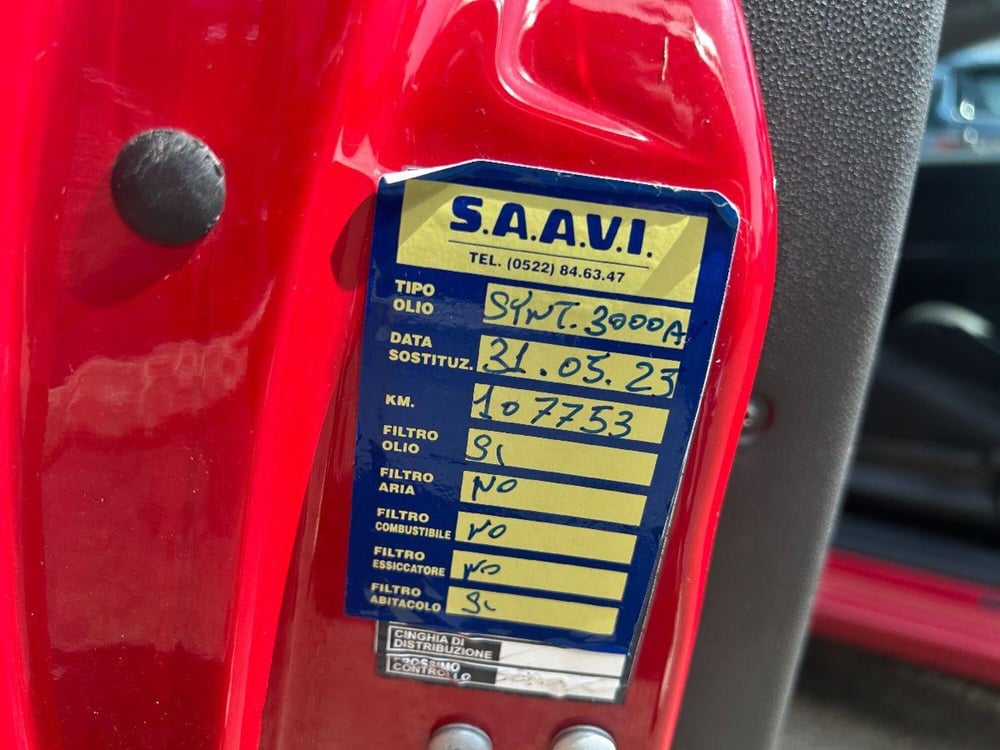 S.A.A.V.I.
TEL. (0522) 84.63.47
TIPO OLIO SYNT. 3000A
DATA SOSTITUZ. 31.05.23
KM. 107753
FILTRO OLIO Si
FILTRO ARIA NO
FILTRO COMBUSTIBILE NO
FILTRO ESSICCATORE NO
FILTRO ABITACOLO Si
CINGHIA DI DISTRIBUZIONE
PROSSIMO CONTROLLO